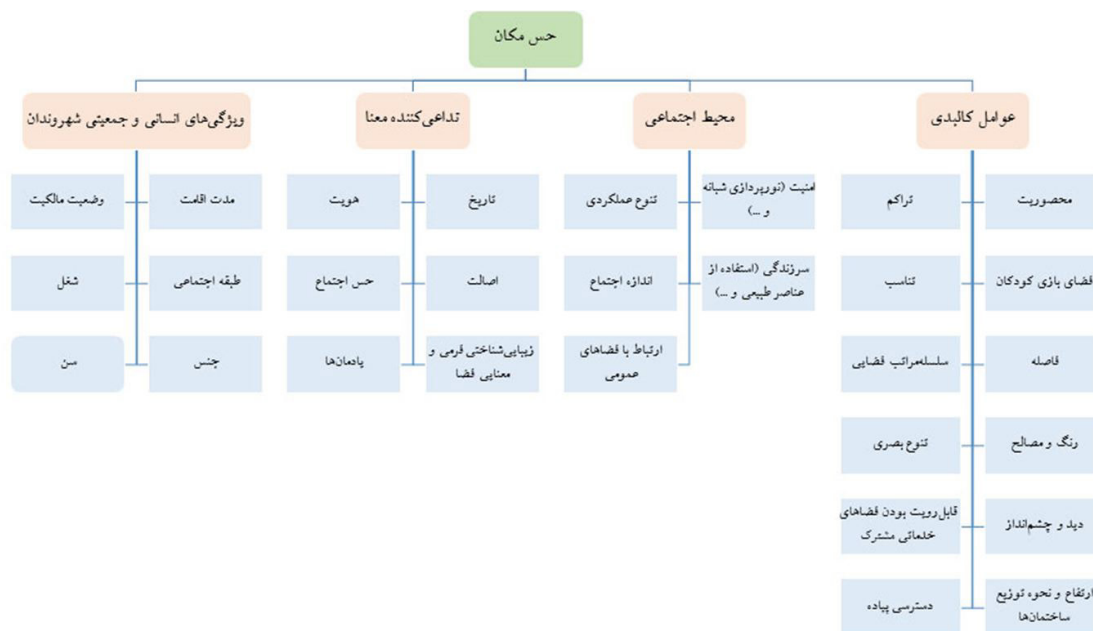 حس مکان
عوامل کالبدی
محیط اجتماعی
تداعی‌کننده معنا
ویژگی‌های انسانی و جمعیتی شهروندان
محصوریت
تراکم
فضای بازی کودکان
تناسب
فاصله
سلسله‌مراتب فضایی
رنگ و مصالح
تنوع بصری
دید و چشم‌انداز
قابل‌رویت بودن فضاهای
خدماتی مشترک
ارتفاع و نحوه توزیع
ساختمان‌ها
دسترسی پیاده
امنیت (نورپردازی شبانه
و ...)
تنوع عملکردی
سرزندگی (استفاده از
عناصر طبیعی و ...)
اندازه اجتماع
ارتباط با فضاهای
عمومی
تاریخ
هویت
اصالت
حس اجتماع
زیبایی‌شناختی فرمی و
معنایی فضا
یادمان‌ها
مدت اقامت
وضعیت مالکیت
طبقه اجتماعی
شغل
جنس
سن